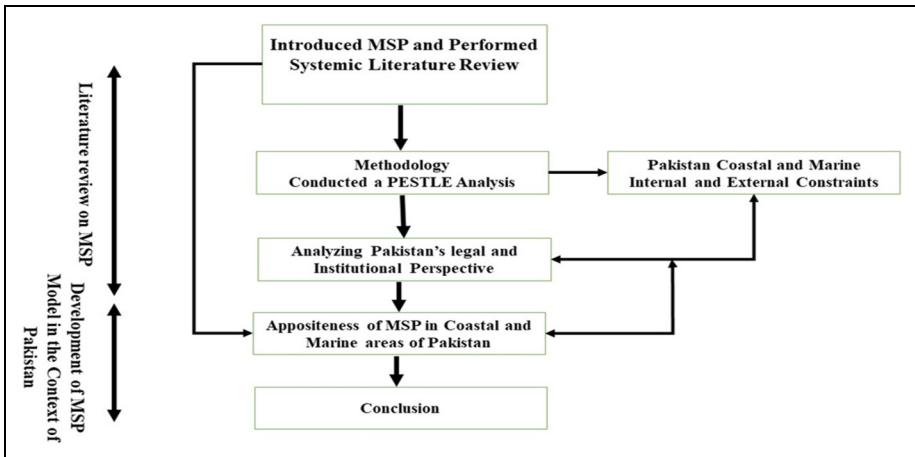 Introduced MSP and Performed
Systemic Literature Review
Literature review on MSP
Methodology
Conducted a PESTLE Analysis
Pakistan Coastal and Marine
Internal and External Constraints
Analyzing Pakistan's legal and
Institutional Perspective
Development of MSP
Model in the Context of
Pakistan
Appositeness of MSP in Coastal and
Marine areas of Pakistan
Conclusion